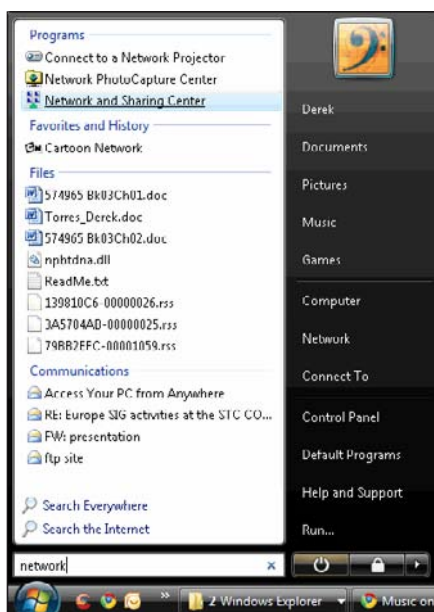 Programs
Connect to a Network Projector
Network PhotoCapture Center
Network and Sharing Center
Favorites and History
Cartoon Network
Files
574965 Bk03Ch01.doc
Torres_Derek.doc
574965 Bk03Ch02.doc
nphtdna.dll
ReadMe.txt
139810C6-00000026.rss
3A5704AD-00000025.rss
79BB2EFC-00001059.rss
Communications
Access Your PC from Anywhere
RE: Europe SIG activities at the STC CO...
FW: presentation
ftp site
Search Everywhere
Search the Internet
network
Derek
Documents
Pictures
Music
Games
Computer
Network
Connect To
Control Panel
Default Programs
Help and Support
Run...
2 Windows Explorer
Music on